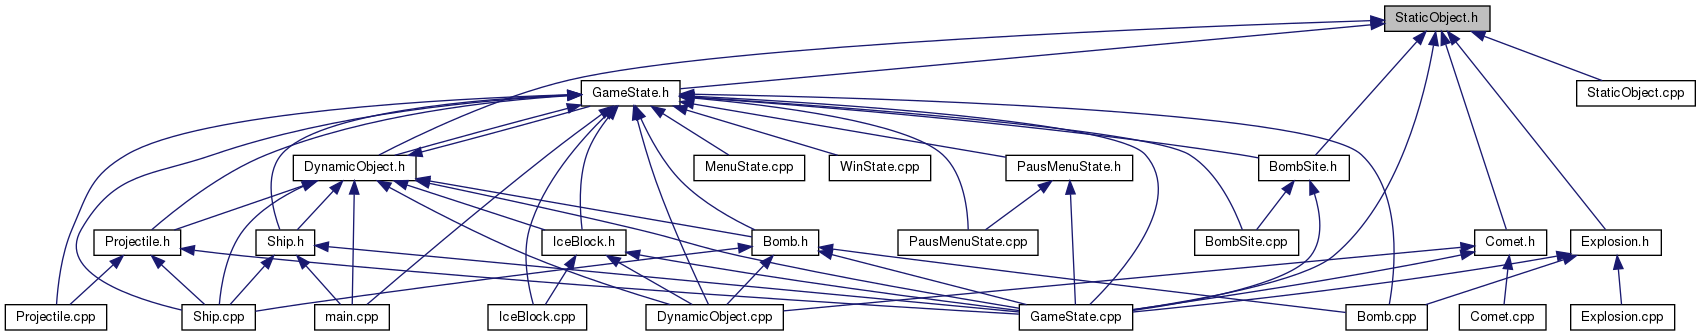 StaticObject.h
GameState.h
StaticObject.cpp
DynamicObject.h
MenuState.cpp
WinState.cpp
PausMenuState.h
BombSite.h
Projectile.h
Ship.h
IceBlock.h
Bomb.h
PausMenuState.cpp
BombSite.cpp
Comet.h
Explosion.h
Projectile.cpp
Ship.cpp
main.cpp
IceBlock.cpp
DynamicObject.cpp
GameState.cpp
Bomb.cpp
Comet.cpp
Explosion.cpp